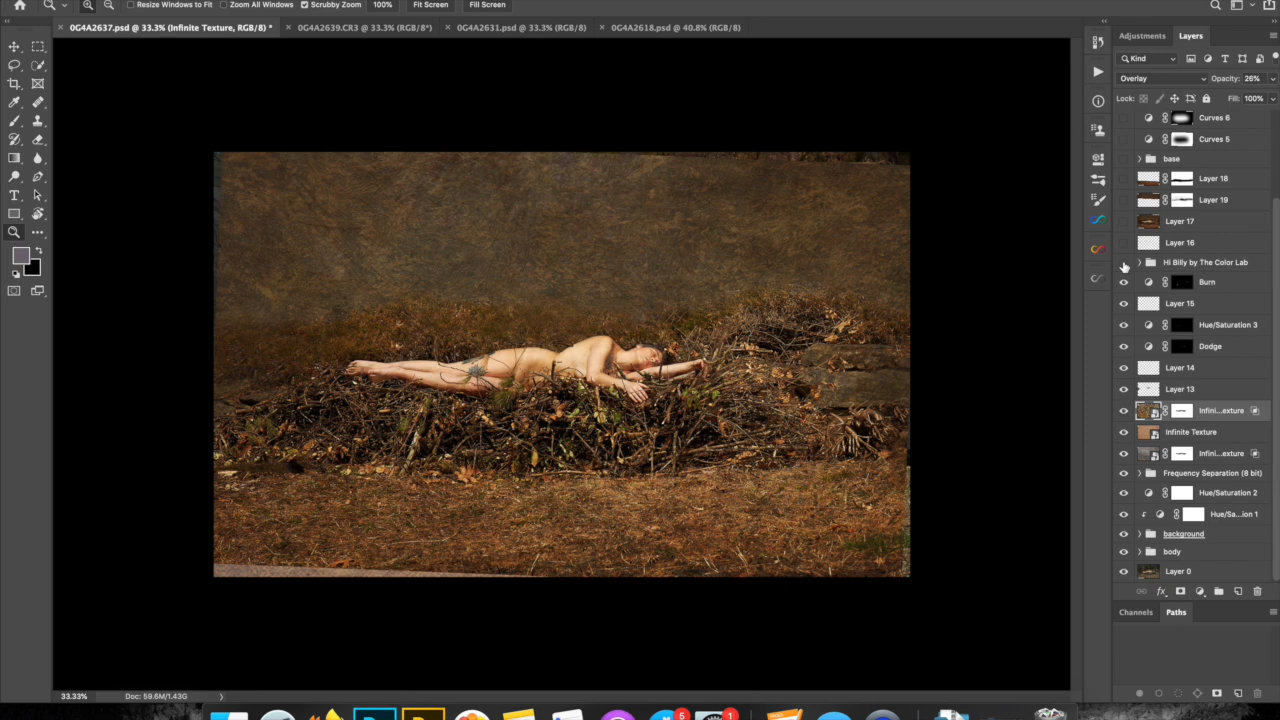 Resize Windows to Fit Zoom All Windows Scrubby Zoom 100% Fit Screen Fill Screen
0G4A2637.psd @ 33.3% (Infinite Texture, RGB/8) *
0G4A2639.CR3 @ 33.3% (RGB/8*)
0G4A2631.psd @ 33.3% (RGB/8)
0G4A2618.psd @ 40.8% (RGB/8)
Adjustments Layers
Kind
Overlay Opacity: 26%
Lock: Fill: 100%
Curves 6
Curves 5
base
Layer 18
Layer 19
Layer 17
Layer 16
Hi Billy by The Color Lab
Burn
Layer 15
Hue/Saturation 3
Dodge
Layer 14
Layer 13
Infini...exture
Infinite Texture
Infini...exture
Frequency Separation (8 bit)
Hue/Saturation 2
Hue/Sa...ion 1
background
body
Layer 0
fx
Channels Paths
33.33% Doc: 59.6M/1.43G
5
1